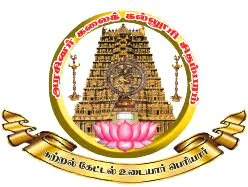 அரசினர் கலைக் கல்லூரி சிதம்பரம்
கற்றல் கேட்டல் உடையார் பெரியார்